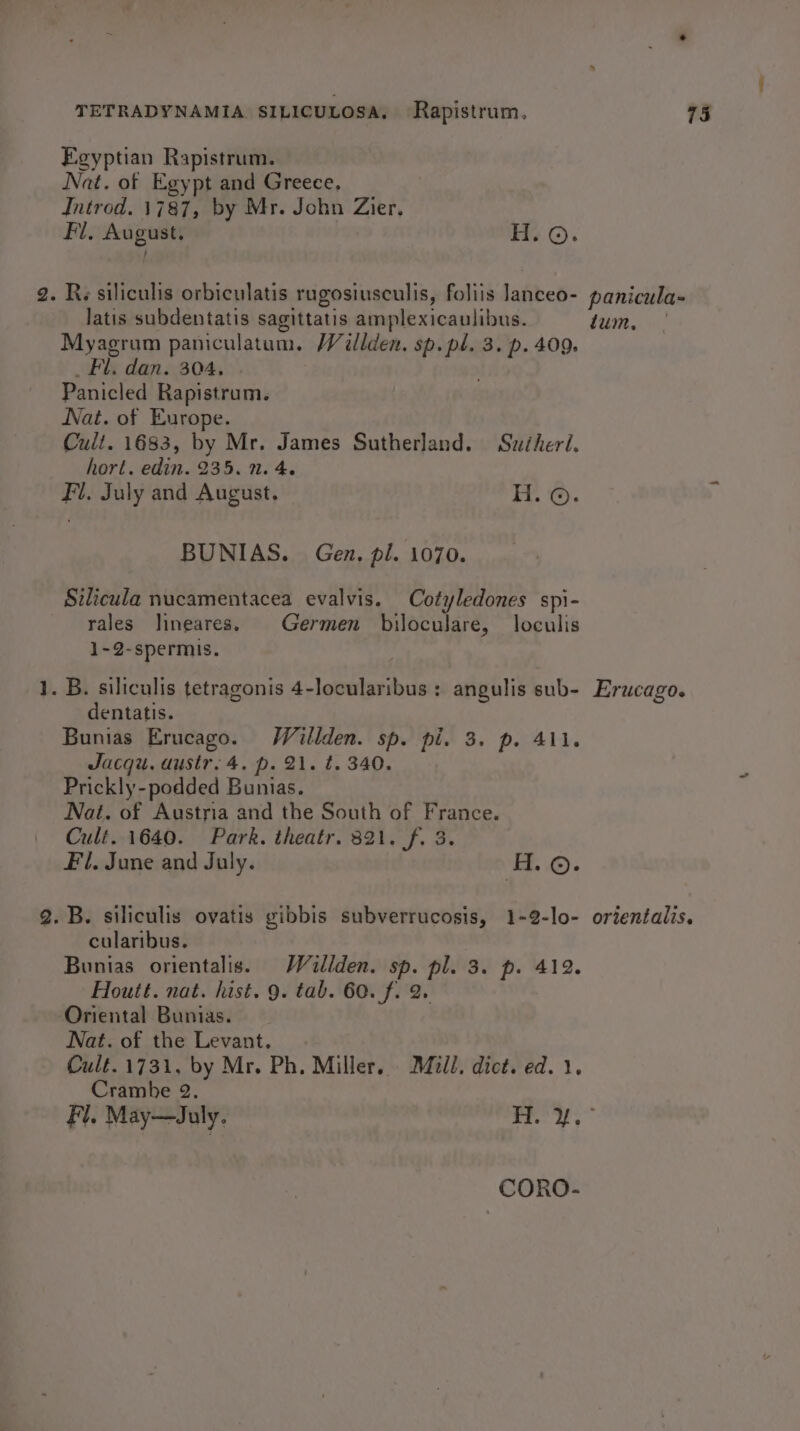 TETRADYNAMIA SILICULOSA. Rapistrum. 75
Egyptian Rapistrum.
Nat. of Egypt and Greece.
Introd. 1787, by Mr. John Zier.
Fl. August. H. ☉.
2. R. siliculis orbiculatis rugosiusculis, foliis lanceo- panicula-
latis subdentatis sagittatis amplexicaulibus. tum.
Myagrum paniculatum. Willden. sp. pl. 3. p. 409.
Fl. dan. 304.
Panicled Rapistrum.
Nat. of Europe.
Cult. 1683, by Mr. James Sutherland. Sutherl.
hort. edin. 235. n. 4.
Fl. July and August. H. ☉.
BUNIAS. Gen. pl. 1070.
Silicula nucamentacea evalvis. Cotyledones spi-
rales lineares. Germen biloculare, loculis
1-2-spermis.
1. B. siliculis tetragonis 4-locularibus: angulis sub- Erucago.
dentatis.
Bunias Erucago. Willden. sp. pl. 3. p. 411.
Jacqu. austr. 4. p. 21. t. 340.
Prickly-podded Bunias.
Nat. of Austria and the South of France.
Cult. 1640. Park. theatr. 821. f. 3.
Fl. June and July. H. ☉.
2. B. siliculis ovatis gibbis subverrucosis, 1-2-lo- orientalis.
cularibus.
Bunias orientalis. Willden. sp. pl. 3. p. 412.
Houtt. nat. hist. 9. tab. 60. f. 2.
Oriental Bunias.
Nat. of the Levant.
Cult. 1731, by Mr. Ph. Miller. Mill. dict. ed. 1.
Crambe 2.
Fl. May—July. H. ♃.
CORO-